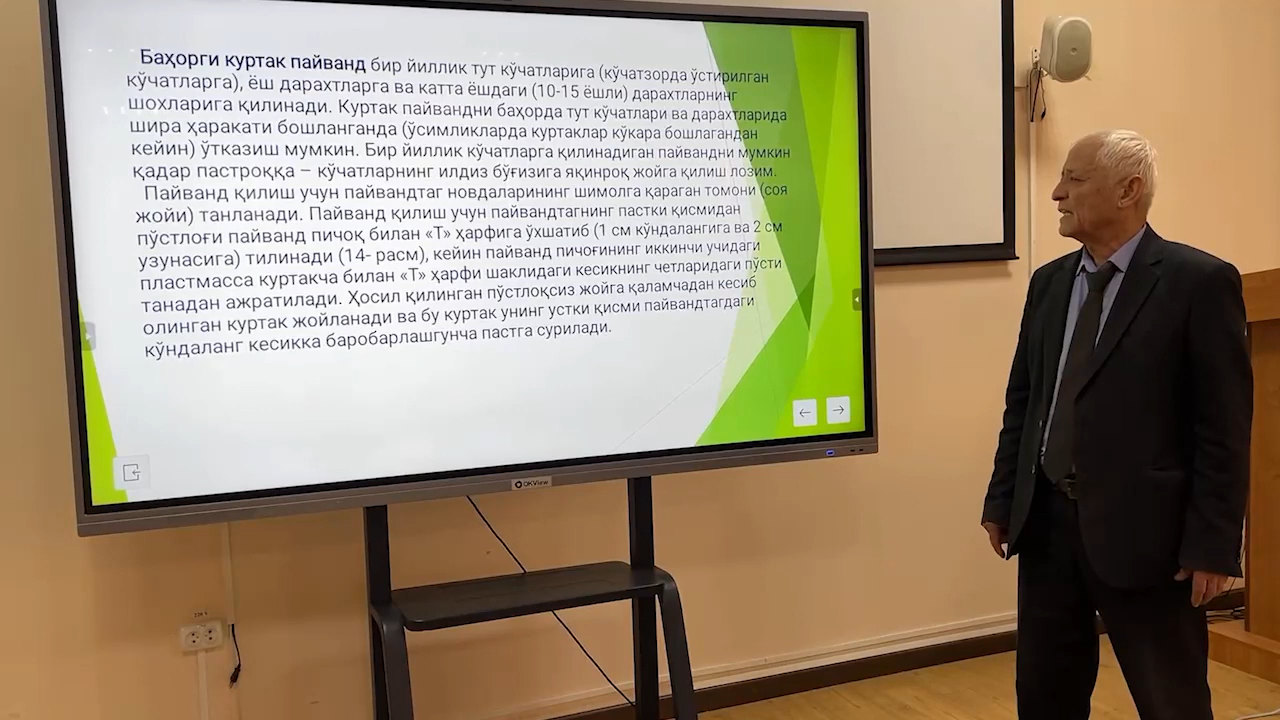 Баҳорги куртак пайванд бир йиллик тут кўчатларига (кўчатзорда ўстирилган
кўчатларга), ёш дарахтларга ва катта ёшдаги (10-15 ёшли) дарахтларнинг
шохларига қилинади. Куртак пайвандни баҳорда тут кўчатлари ва дарахтларида
шира ҳаракати бошланганда (ўсимликларда куртаклар кўкара бошлагандан
кейин) ўтказиш мумкин. Бир йиллик кўчатларга қилинадиган пайвандни мумкин
қадар пастроққа – кўчатларнинг илдиз бўғизига яқинроқ жойга қилиш лозим.
Пайванд қилиш учун пайвандтаг новдаларининг шимолга қараган томони (соя
жойи) танланади. Пайванд қилиш учун пайвандтагнинг пастки қисмидан
пўстлоғи пайванд пичоқ билан «Т» ҳарфига ўхшатиб (1 см кўндалангига ва 2 см
узунасига) тилинади (14- расм), кейин пайванд пичоғининг иккинчи учидаги
пластмасса куртакча билан «Т» ҳарфи шаклидаги кесикнинг четларидаги пўсти
танадан ажратилади. Ҳосил қилинган пўстлоқсиз жойга қаламчадан кесиб
олинган куртак жойланади ва бу куртак унинг устки қисми пайвандтагдаги
кўндаланг кесикка баробарлашгунча пастга сурилади.
OKView